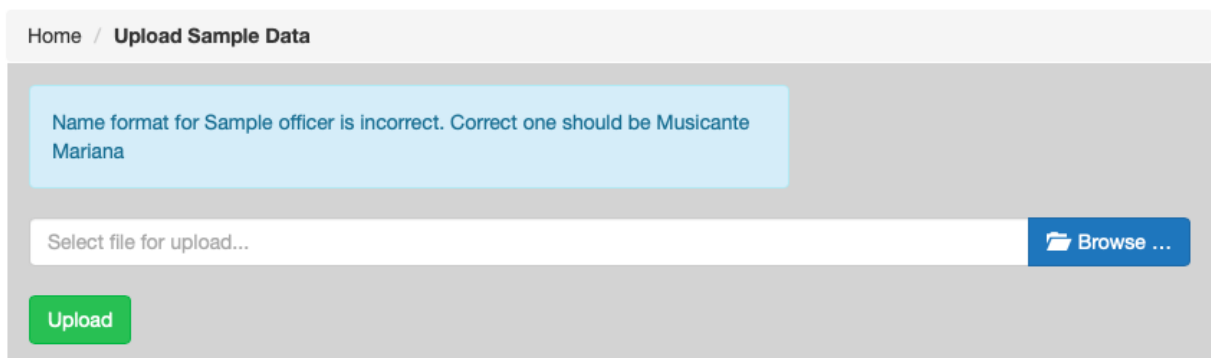 Home / Upload Sample Data
Name format for Sample officer is incorrect. Correct one should be Musicante
Mariana
Select file for upload...
Browse ...
Upload